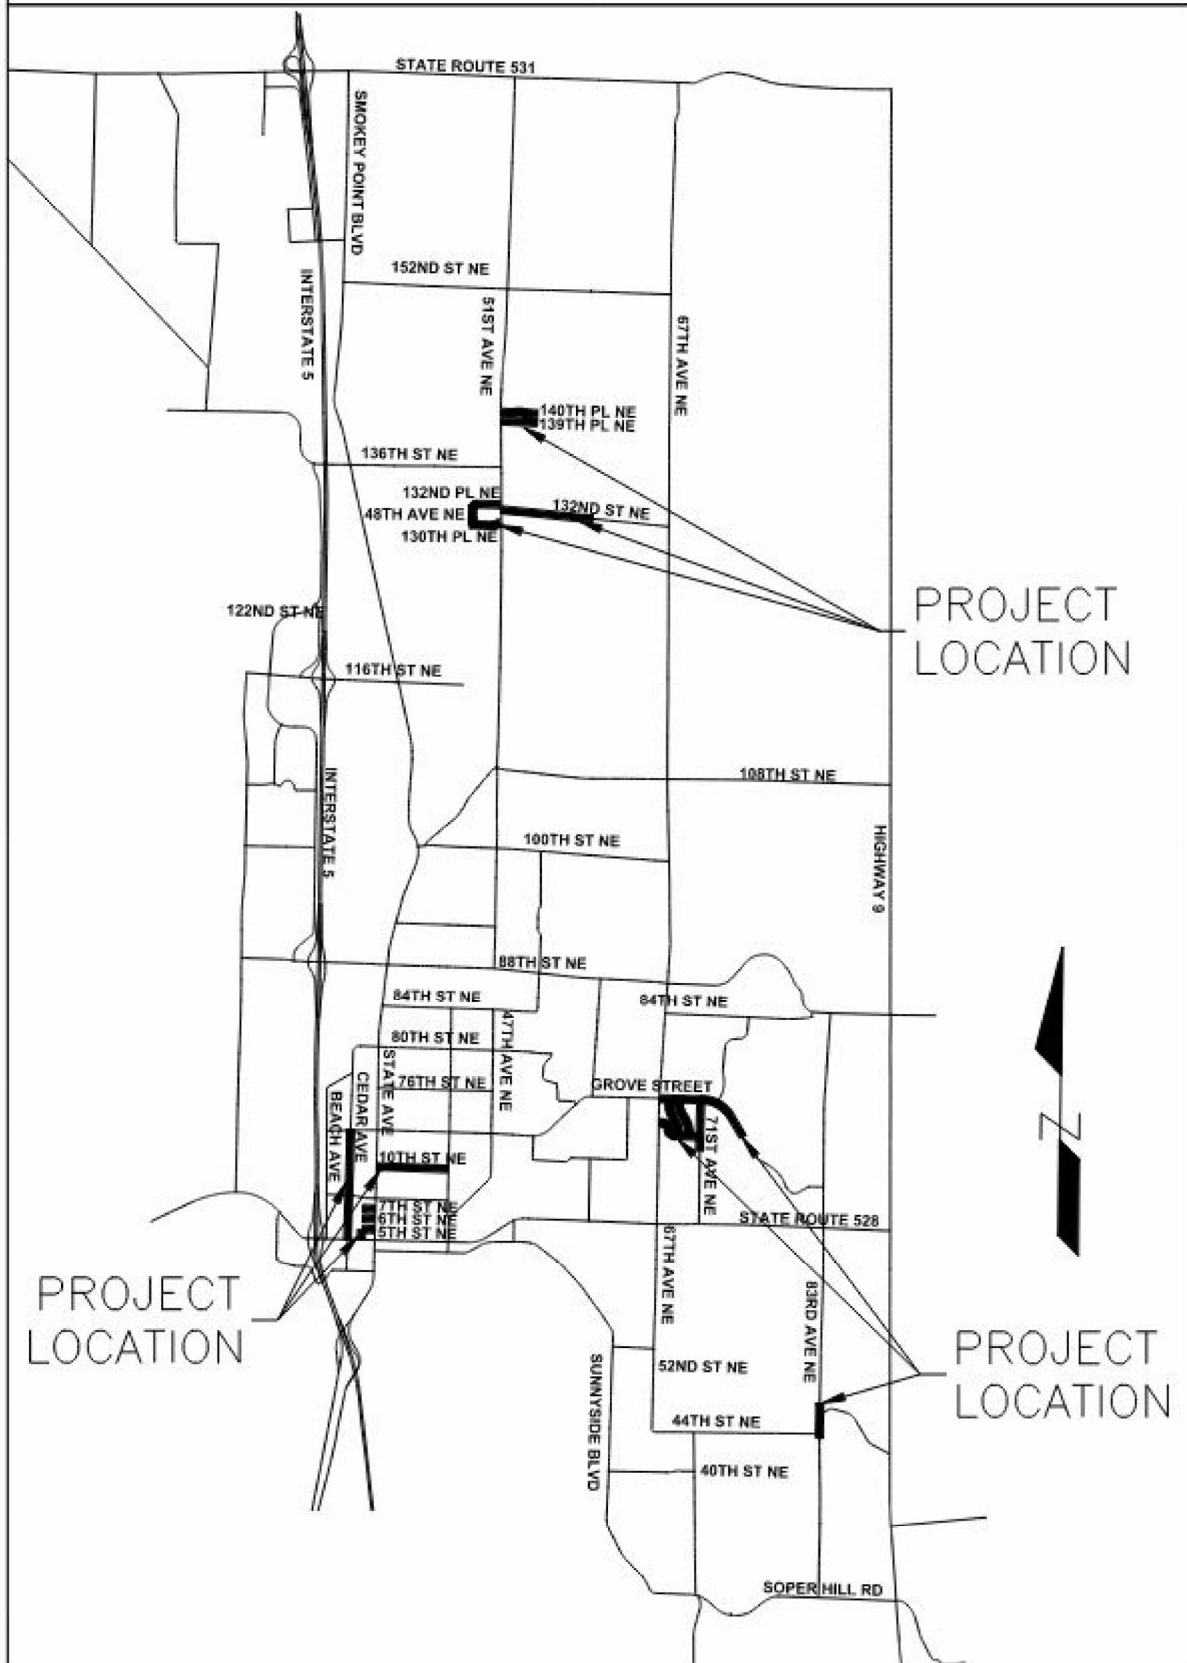 STATE ROUTE 531
SMOKEY POINT BLVD
152ND ST NE
INTERSTATE 5
51ST AVE NE
67TH AVE NE
140TH PL NE
139TH PL NE
136TH ST NE
132ND PL NE
48TH AVE NE
132ND ST NE
130TH PL NE
PROJECT
LOCATION
122ND ST NE
116TH ST NE
INTERSTATE 5
108TH ST NE
100TH ST NE
HIGHWAY 9
88TH ST NE
84TH ST NE
84TH ST NE
47TH AVE NE
80TH ST NE
STATE AVE
76TH ST NE
CEDAR AVE
BEACH AVE
GROVE STREET
71ST AVE NE
10TH ST NE
7TH ST NE
6TH ST NE
5TH ST NE
STATE ROUTE 528
67TH AVE NE
83RD AVE NE
PROJECT
LOCATION
PROJECT
LOCATION
52ND ST NE
SUNNYSIDE BLVD
44TH ST NE
40TH ST NE
SOPER HILL RD
N